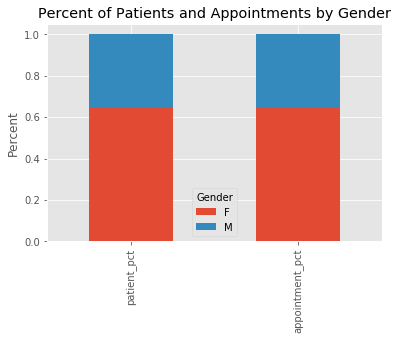 Percent of Patients and Appointments by Gender
Percent
1.0
0.8
0.6
0.4
0.2
0.0
Gender
F
M
patient_pct
appointment_pct